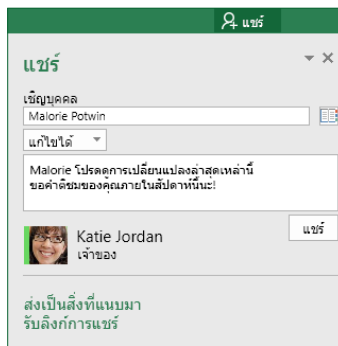 แชร์
แชร์
เชิญบุคคล
Malorie Potwin
แก้ไขได้
Malorie โปรดดูการเปลี่ยนแปลงล่าสุดเหล่านี้
ขอคำติชมของคุณภายในสัปดาห์นี้นะ!
แชร์
Katie Jordan
เจ้าของ
ส่งเป็นสิ่งที่แนบมา
รับลิงก์การแชร์